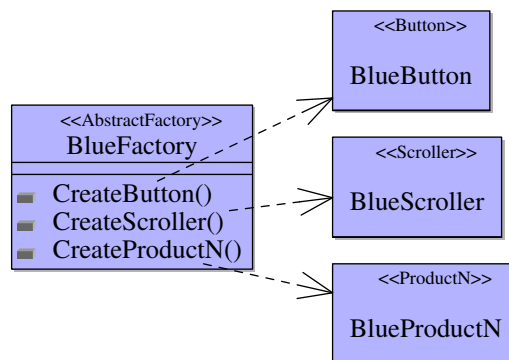 <<AbstractFactory>>
BlueFactory
CreateButton()
CreateScroller()
CreateProductN()
<<Button>>
BlueButton
<<Scroller>>
BlueScroller
<<ProductN>>
BlueProductN